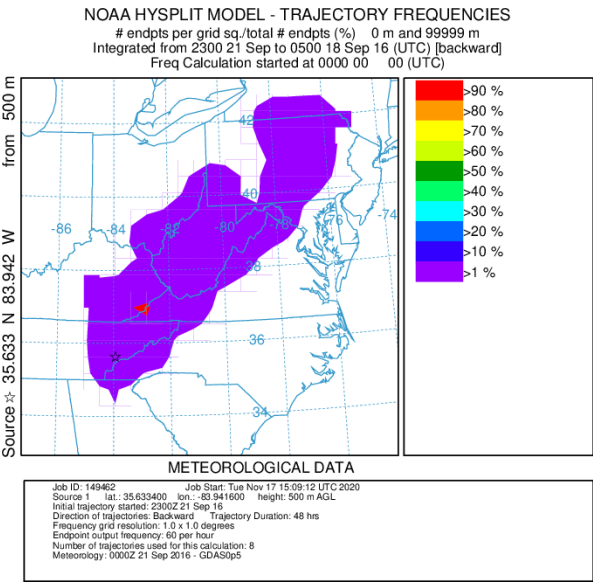 NOAA HYSPLIT MODEL - TRAJECTORY FREQUENCIES
# endpts per grid sq./total # endpts (%)    0 m and 99999 m
Integrated from 2300 21 Sep to 0500 18 Sep 16 (UTC) [backward]
Freq Calculation started at 0000 00    00 (UTC)
Source ☆ 35.633 N 83.942 W    from 500 m
42
40
-86 -84 -82 -80 -78 -76 -74
38
36
34
>90 %
>80 %
>70 %
>60 %
>50 %
>40 %
>30 %
>20 %
>10 %
>1 %
METEOROLOGICAL DATA
Job ID: 149462    Job Start: Tue Nov 17 15:09:12 UTC 2020
Source 1    lat.: 35.633400    lon.: -83.941600    height: 500 m AGL
Initial trajectory started: 2300Z 21 Sep 16
Direction of trajectories: Backward    Trajectory Duration: 48 hrs
Frequency grid resolution: 1.0 x 1.0 degrees
Endpoint output frequency: 60 per hour
Number of trajectories used for this calculation: 8
Meteorology: 0000Z 21 Sep 2016 - GDAS0p5